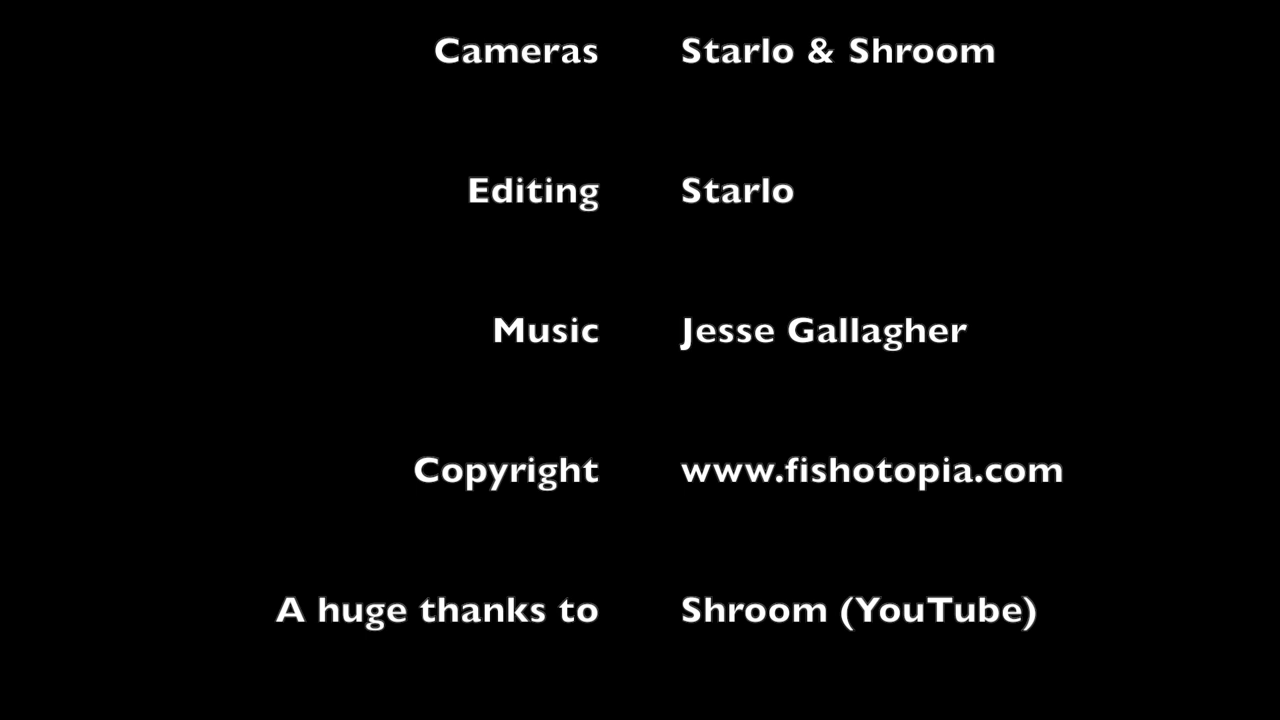 Cameras Starlo & Shroom
Editing Starlo
Music Jesse Gallagher
Copyright www.fishotopia.com
A huge thanks to Shroom (YouTube)